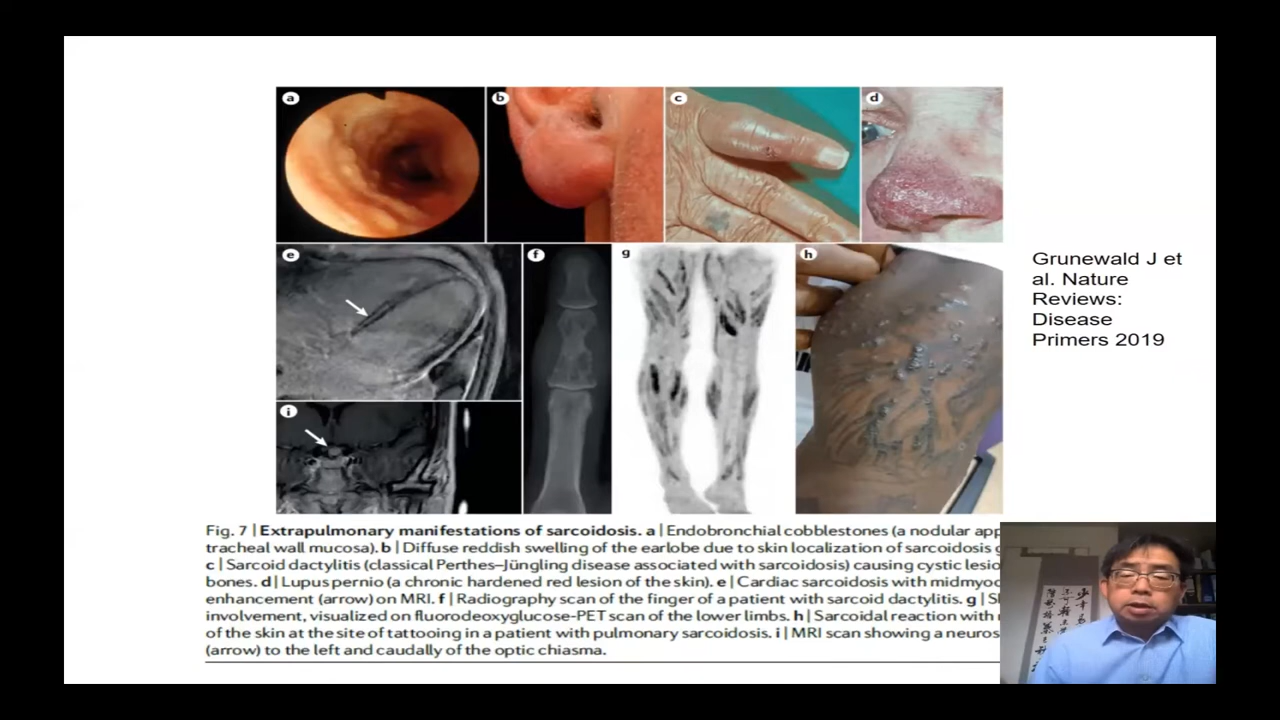 a
b
c
d
e
f
g
h
i
Grunewald J et
al. Nature
Reviews:
Disease
Primers 2019
Fig. 7 | Extrapulmonary manifestations of sarcoidosis. a | Endobronchial cobblestones (a nodular app
tracheal wall mucosa). b | Diffuse reddish swelling of the earlobe due to skin localization of sarcoidosis
c | Sarcoid dactylitis (classical Perthes–Jüngling disease associated with sarcoidosis) causing cystic lesio
bones. d | Lupus pernio (a chronic hardened red lesion of the skin). e | Cardiac sarcoidosis with midmyoc
enhancement (arrow) on MRI. f | Radiography scan of the finger of a patient with sarcoid dactylitis. g |
involvement, visualized on fluorodeoxyglucose-PET scan of the lower limbs. h | Sarcoidal reaction with
of the skin at the site of tattooing in a patient with pulmonary sarcoidosis. i | MRI scan showing a neuros
(arrow) to the left and caudally of the optic chiasma.